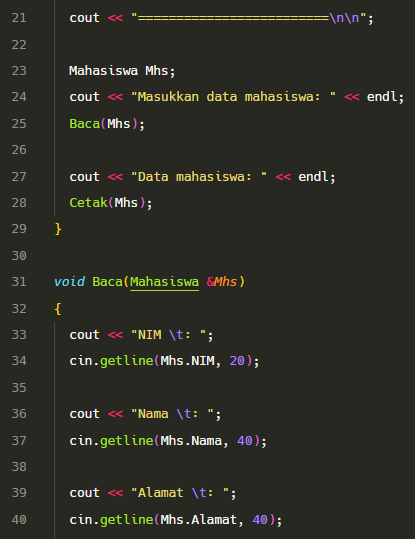 21 cout << "=========================\n\n";
22
23 Mahasiswa Mhs;
24 cout << "Masukkan data mahasiswa: " << endl;
25 Baca(Mhs);
26
27 cout << "Data mahasiswa: " << endl;
28 Cetak(Mhs);
29 }
30
31 void Baca(Mahasiswa &Mhs)
32 {
33 cout << "NIM \t: ";
34 cin.getline(Mhs.NIM, 20);
35
36 cout << "Nama \t: ";
37 cin.getline(Mhs.Nama, 40);
38
39 cout << "Alamat \t: ";
40 cin.getline(Mhs.Alamat, 40);